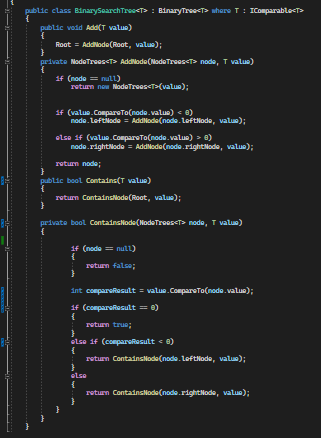 {
public class BinarySearchTree<T> : BinaryTree<T> where T : IComparable<T>
{
public void Add(T value)
{
Root = AddNode(Root, value);
}
private NodeTrees<T> AddNode(NodeTrees<T> node, T value)
{
if (node == null)
return new NodeTrees<T>(value);
if (value.CompareTo(node.value) < 0)
node.leftNode = AddNode(node.leftNode, value);
else if (value.CompareTo(node.value) > 0)
node.rightNode = AddNode(node.rightNode, value);
return node;
}
public bool Contains(T value)
{
return ContainsNode(Root, value);
}
private bool ContainsNode(NodeTrees<T> node, T value)
{
if (node == null)
{
return false;
}
int compareResult = value.CompareTo(node.value);
if (compareResult == 0)
{
return true;
}
else if (compareResult < 0)
{
return ContainsNode(node.leftNode, value);
}
else
{
return ContainsNode(node.rightNode, value);
}
}
}
}